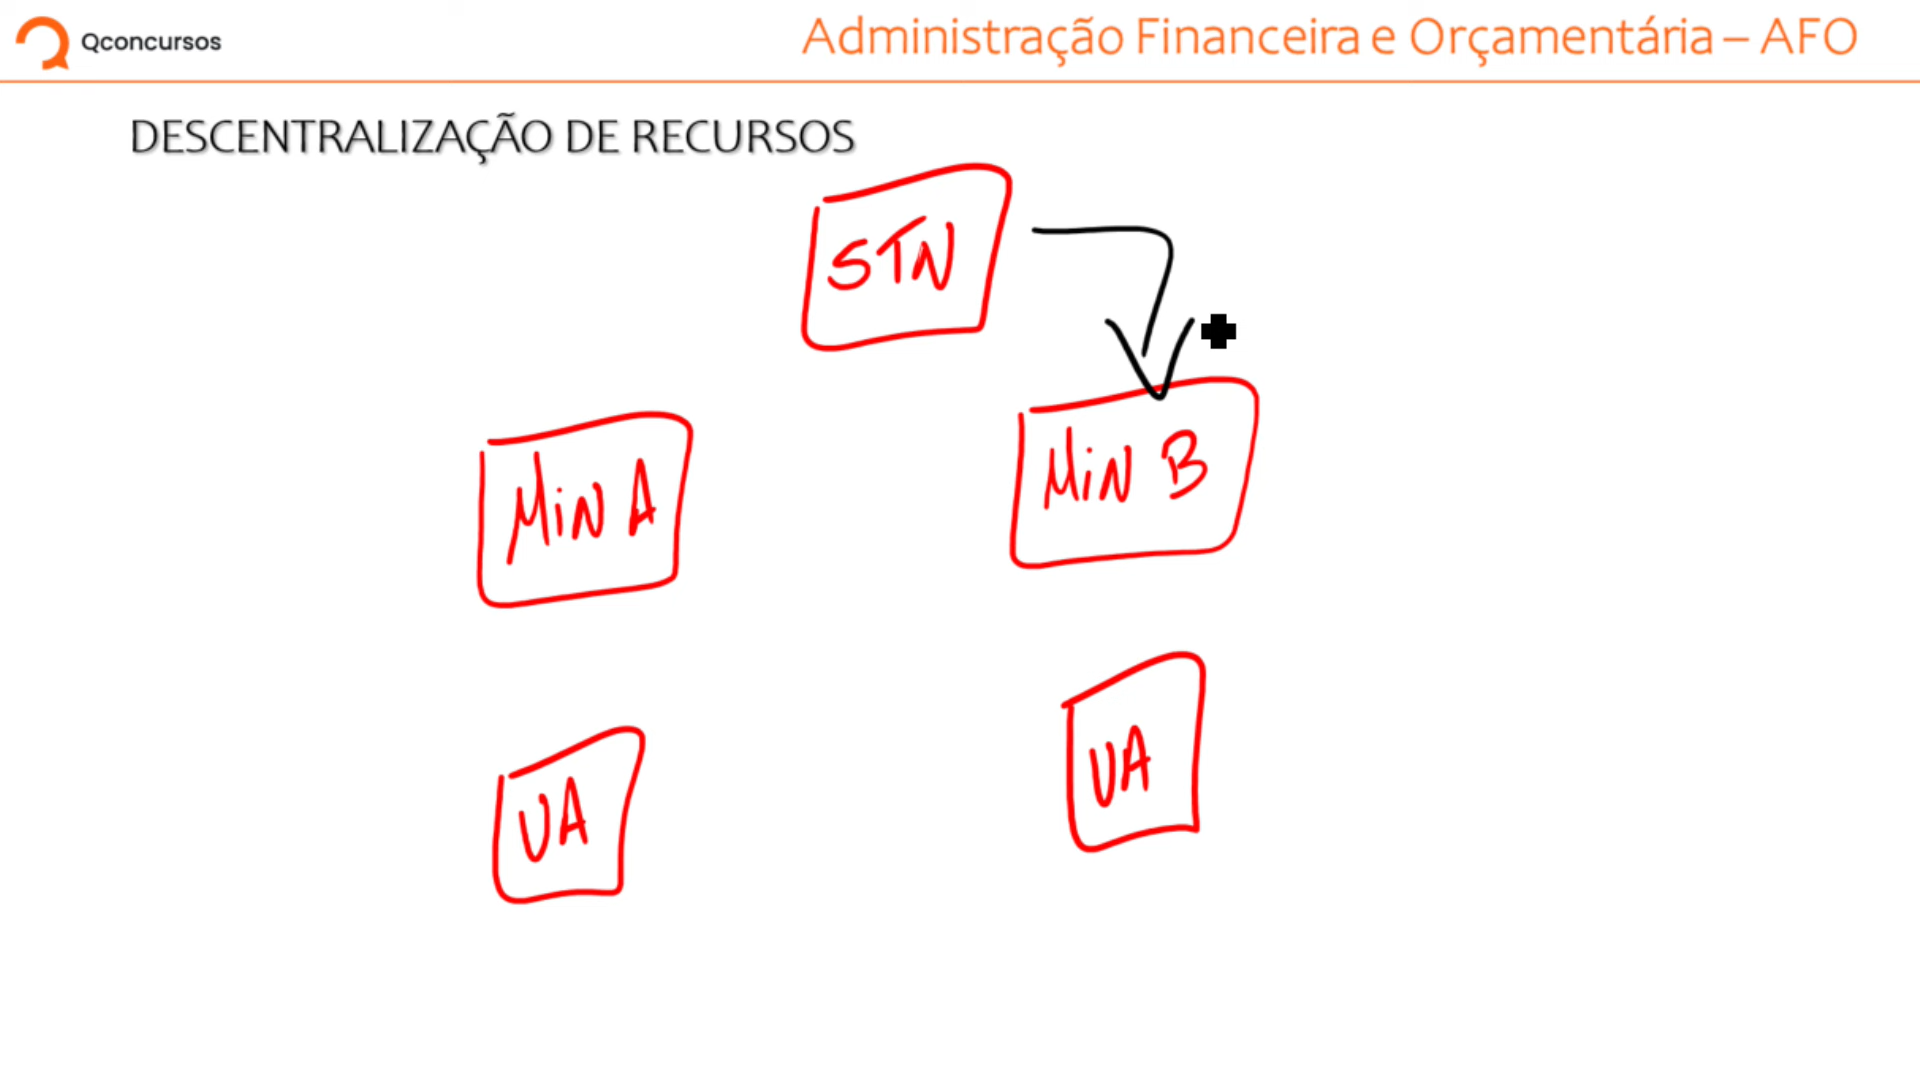 Qconcursos
Administração Financeira e Orçamentária – AFO
DESCENTRALIZAÇÃO DE RECURSOS
STN
MiN A
MiN B
UA
UA